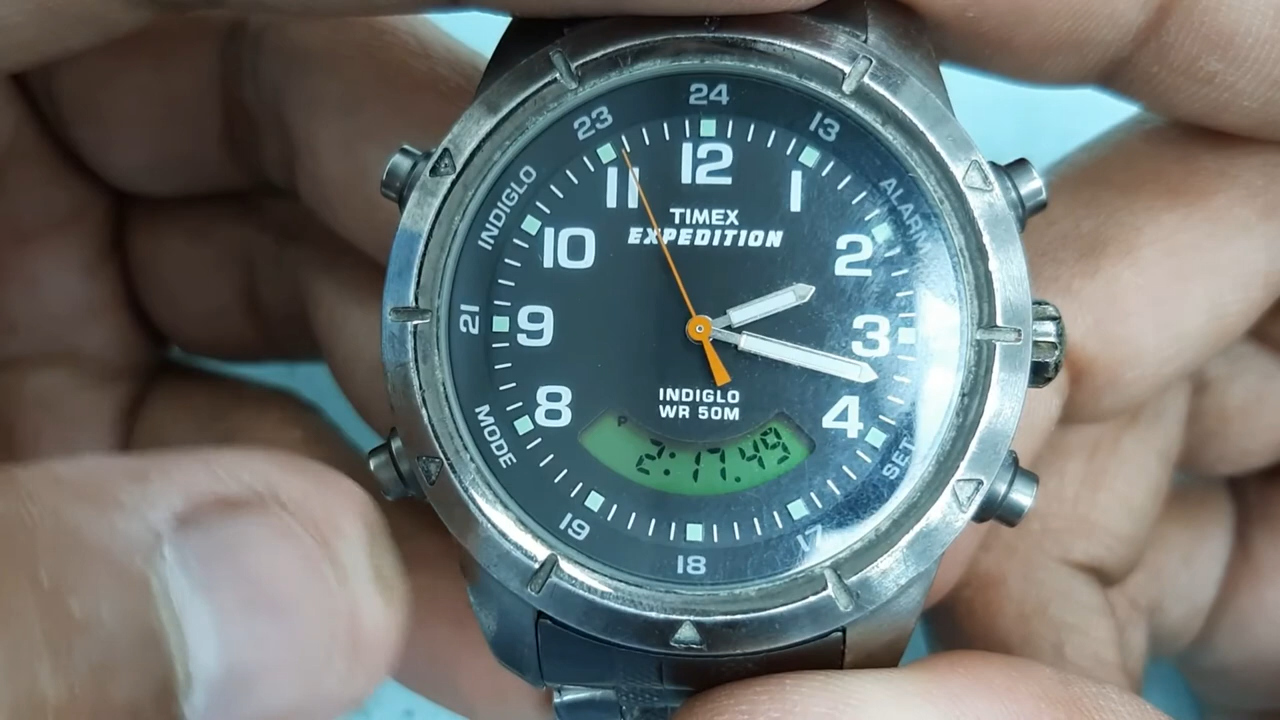 24
23
13
12
11
1
INDIGLO
ALARM
TIMEX
EXPEDITION
10
2
21
9
3
INDIGLO
WR 50M
8
4
MODE
SET
P
2:17.49
19
17
18